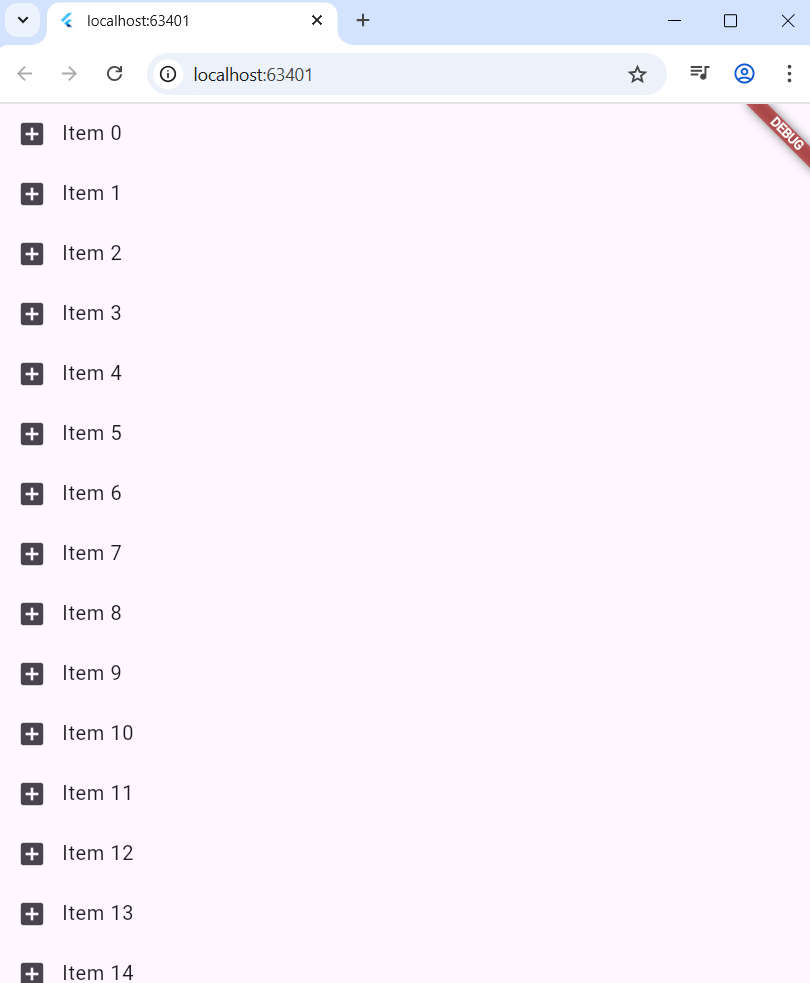 localhost:63401
localhost:63401
DEBUG
Item 0
Item 1
Item 2
Item 3
Item 4
Item 5
Item 6
Item 7
Item 8
Item 9
Item 10
Item 11
Item 12
Item 13
Item 14